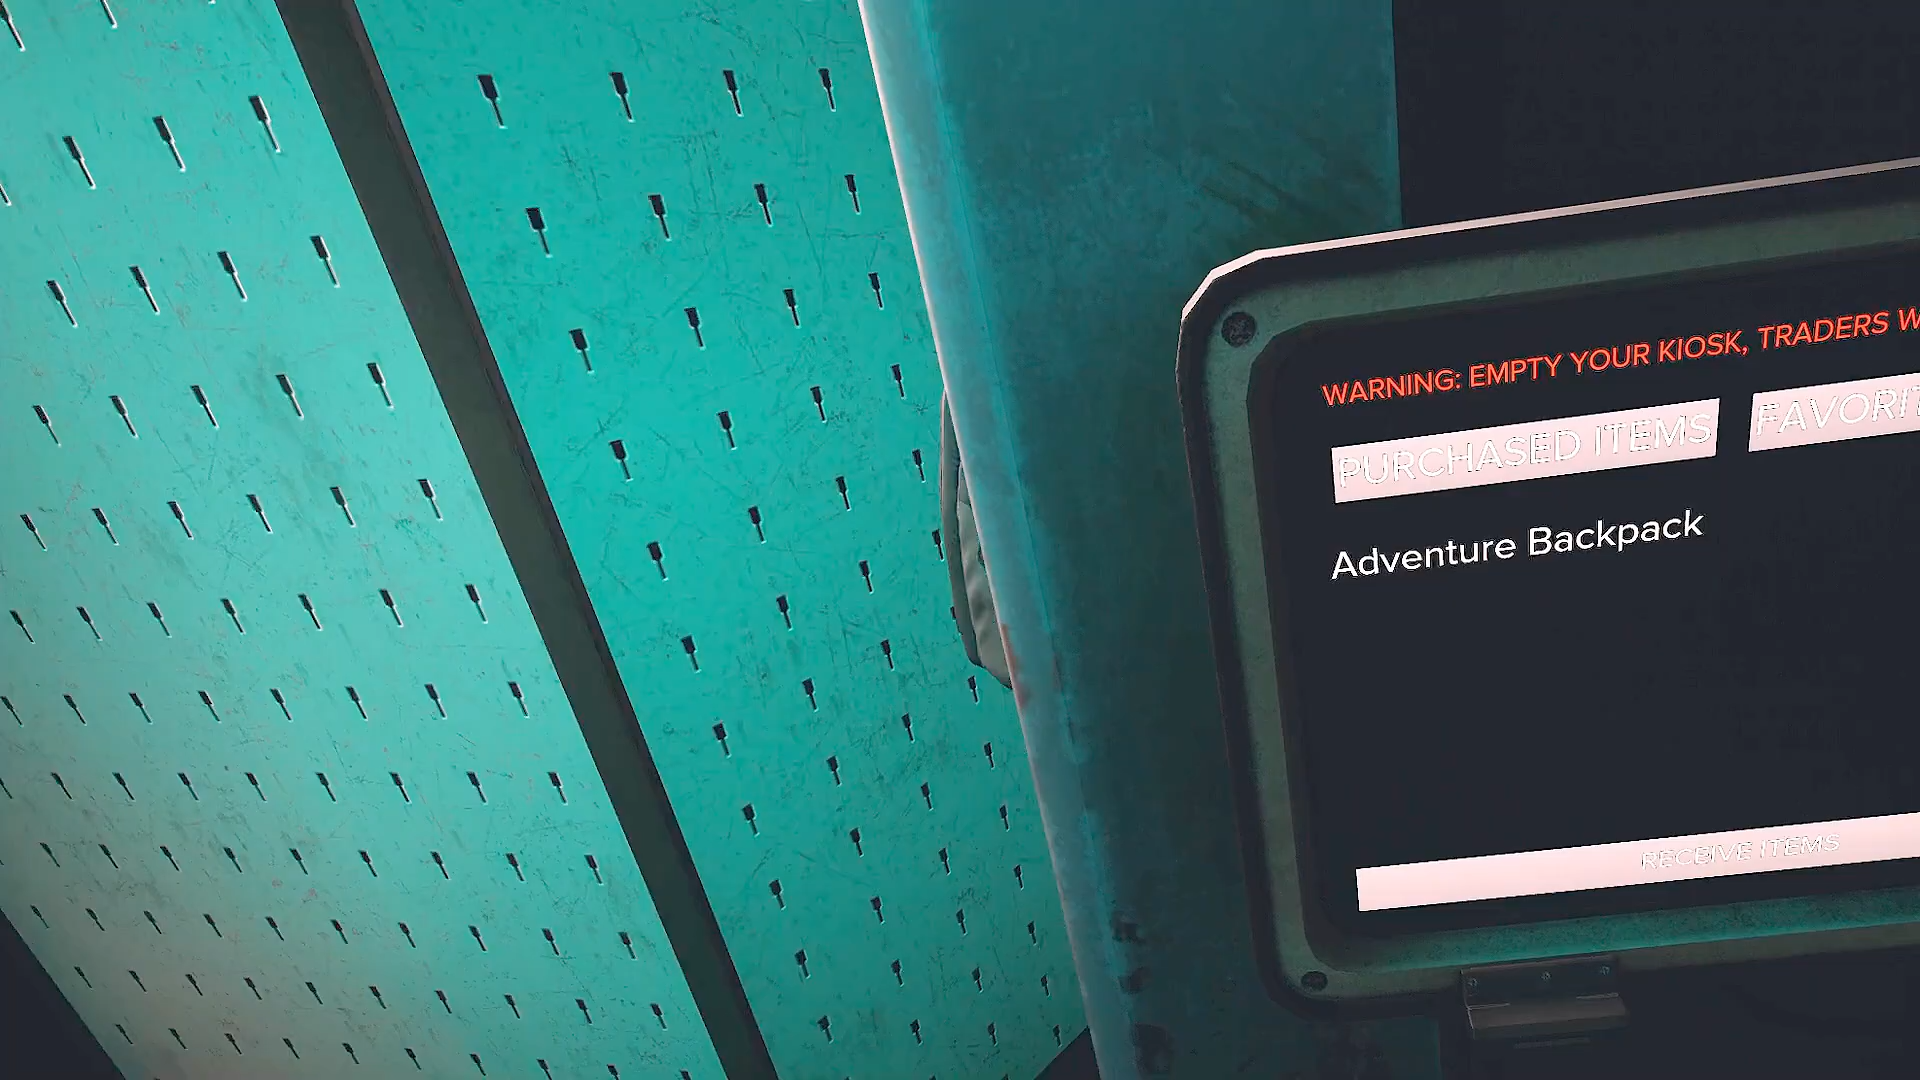 WARNING: EMPTY YOUR KIOSK, TRADERS
PURCHASED ITEMS
Adventure Backpack
RECEIVE ITEMS